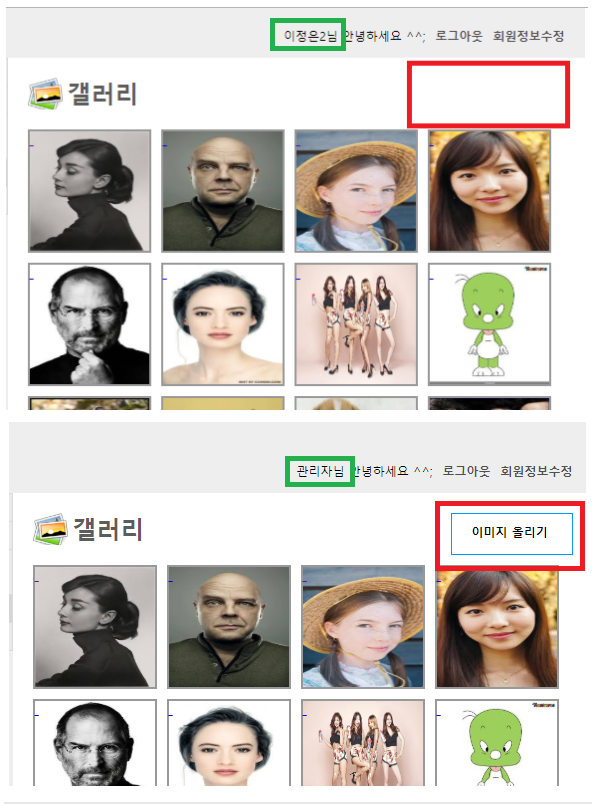 이정은2님 안녕하세요 ^^; 로그아웃 회원정보수정
갤러리
관리자님 안녕하세요 ^^; 로그아웃 회원정보수정
갤러리
이미지 올리기